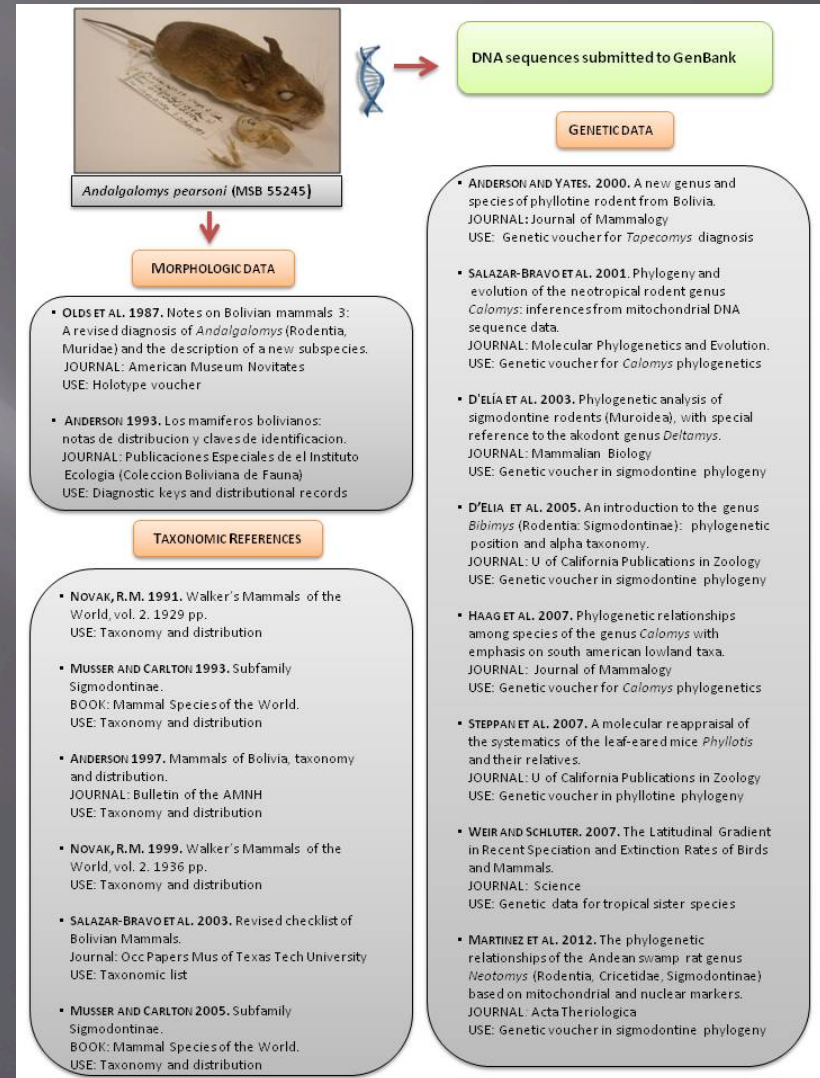 DNA sequences submitted to GenBank
Andalgalomys pearsoni (MSB 55245)
MORPHOLOGIC DATA
▪ OLDS ET AL. 1987. Notes on Bolivian mammals 3:
A revised diagnosis of Andalgalomys (Rodentia,
Muridae) and the description of a new subspecies.
JOURNAL: American Museum Novitates
USE: Holotype voucher
▪ ANDERSON 1993. Los mamiferos bolivianos:
notas de distribucion y claves de identificacion.
JOURNAL: Publicaciones Especiales de el Instituto
Ecologia (Coleccion Boliviana de Fauna)
USE: Diagnostic keys and distributional records
TAXONOMIC REFERENCES
▪ NOVAK, R.M. 1991. Walker's Mammals of the
World, vol. 2. 1929 pp.
USE: Taxonomy and distribution
▪ MUSSER AND CARLTON 1993. Subfamily
Sigmodontinae.
BOOK: Mammal Species of the World.
USE: Taxonomy and distribution
▪ ANDERSON 1997. Mammals of Bolivia, taxonomy
and distribution.
JOURNAL: Bulletin of the AMNH
USE: Taxonomy and distribution
▪ NOVAK, R.M. 1999. Walker's Mammals of the
World, vol. 2. 1936 pp.
USE: Taxonomy and distribution
▪ SALAZAR-BRAVO ET AL. 2003. Revised checklist of
Bolivian Mammals.
Journal: Occ Papers Mus of Texas Tech University
USE: Taxonomic list
▪ MUSSER AND CARLTON 2005. Subfamily
Sigmodontinae.
BOOK: Mammal Species of the World.
USE: Taxonomy and distribution
GENETIC DATA
▪ ANDERSON AND YATES. 2000. A new genus and
species of phyllotine rodent from Bolivia.
JOURNAL: Journal of Mammalogy
USE: Genetic voucher for Tapecomys diagnosis
▪ SALAZAR-BRAVO ET AL. 2001. Phylogeny and
evolution of the neotropical rodent genus
Calomys: inferences from mitochondrial DNA
sequence data.
JOURNAL: Molecular Phylogenetics and Evolution.
USE: Genetic voucher for Calomys phylogenetics
▪ D'ELÍA ET AL. 2003. Phylogenetic analysis of
sigmodontine rodents (Muroidea), with special
reference to the akodont genus Deltamys.
JOURNAL: Mammalian Biology
USE: Genetic voucher in sigmodontine phylogeny
▪ D'ELIA ET AL. 2005. An introduction to the genus
Bibimys (Rodentia: Sigmodontinae): phylogenetic
position and alpha taxonomy.
JOURNAL: U of California Publications in Zoology
USE: Genetic voucher in sigmodontine phylogeny
▪ HAAG ET AL. 2007. Phylogenetic relationships
among species of the genus Calomys with
emphasis on south american lowland taxa.
JOURNAL: Journal of Mammalogy
USE: Genetic voucher for Calomys phylogenetics
▪ STEPPAN ET AL. 2007. A molecular reappraisal of
the systematics of the leaf-eared mice Phyllotis
and their relatives.
JOURNAL: U of California Publications in Zoology
USE: Genetic voucher in phyllotine phylogeny
▪ WEIR AND SCHLUTER. 2007. The Latitudinal Gradient
in Recent Speciation and Extinction Rates of Birds
and Mammals.
JOURNAL: Science
USE: Genetic data for tropical sister species
▪ MARTINEZ ET AL. 2012. The phylogenetic
relationships of the Andean swamp rat genus
Neotomys (Rodentia, Cricetidae, Sigmodontinae)
based on mitochondrial and nuclear markers.
JOURNAL: Acta Theriologica
USE: Genetic voucher in sigmodontine phylogeny